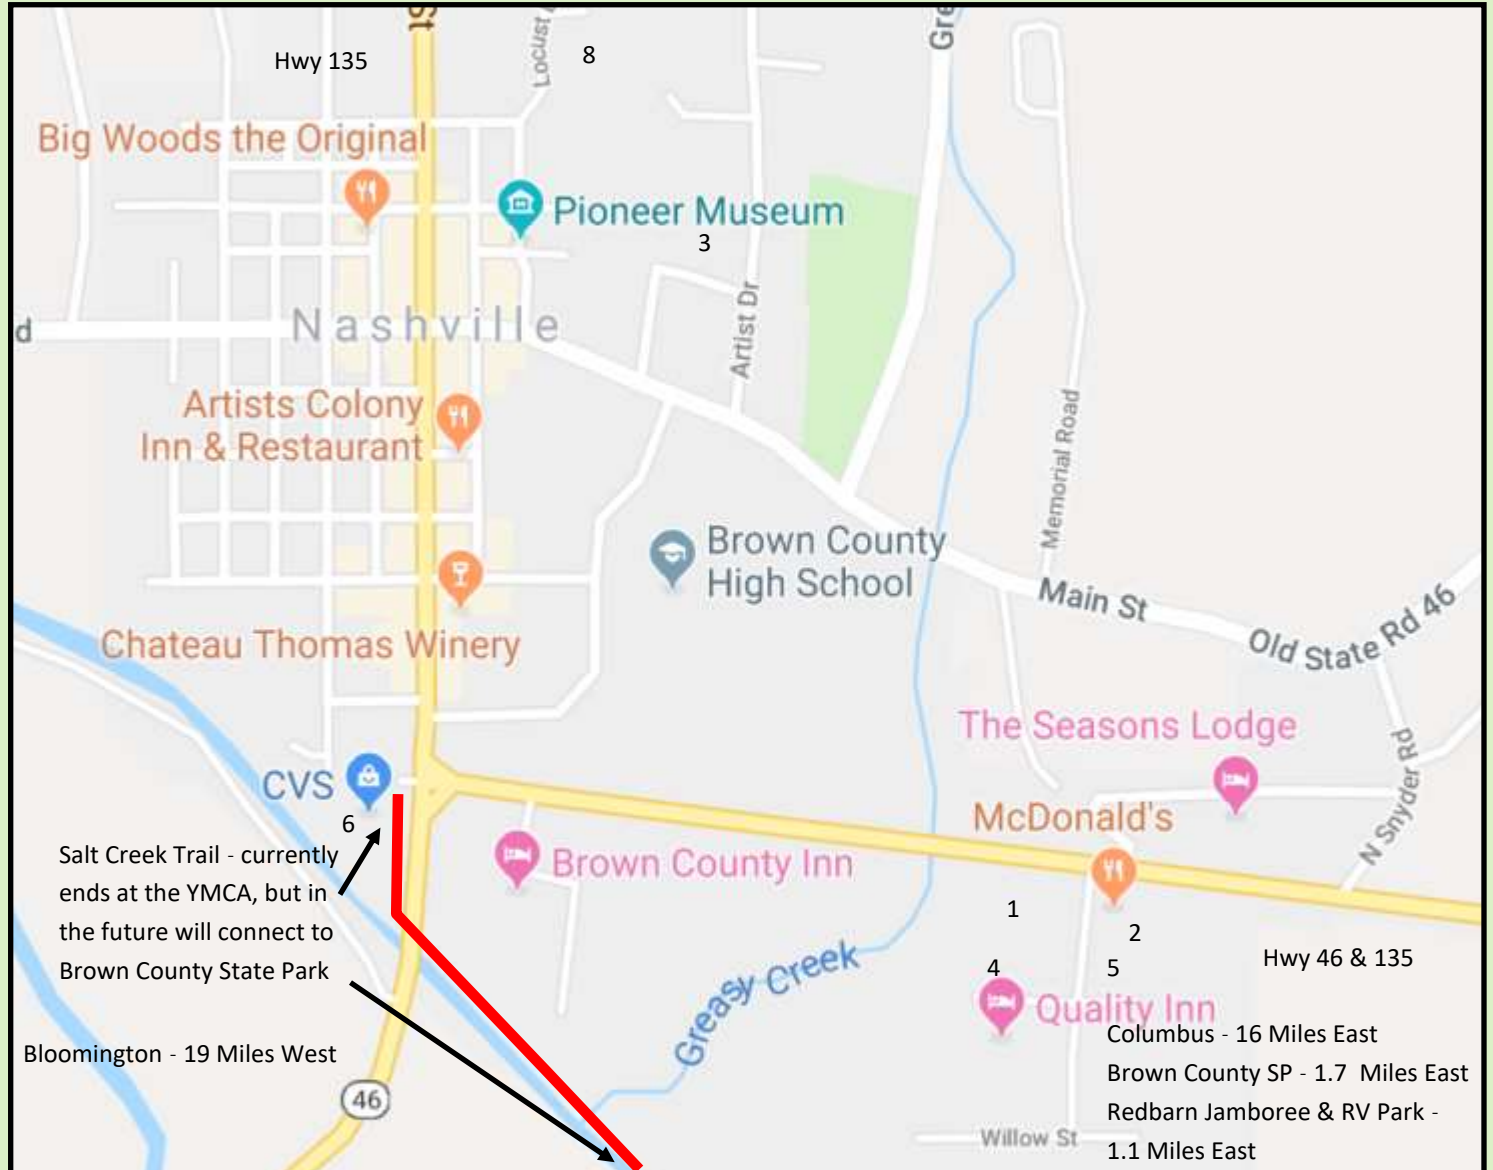 St
Gre
Locust
8
Hwy 135
Big Woods the Original
Pioneer Museum
3
d
Nashville
Artist Dr
Artists Colony
Inn & Restaurant
Memorial Road
Brown County
High School
Main St
Old State Rd 46
Chateau Thomas Winery
The Seasons Lodge
N Snyder Rd
CVS
6
McDonald's
Salt Creek Trail - currently
ends at the YMCA, but in
the future will connect to
Brown County State Park
Brown County Inn
1
2
Hwy 46 & 135
4
5
Greasy Creek
Quality Inn
Bloomington - 19 Miles West
Columbus - 16 Miles East
Brown County SP - 1.7 Miles East
Redbarn Jamboree & RV Park -
1.1 Miles East
46
Willow St